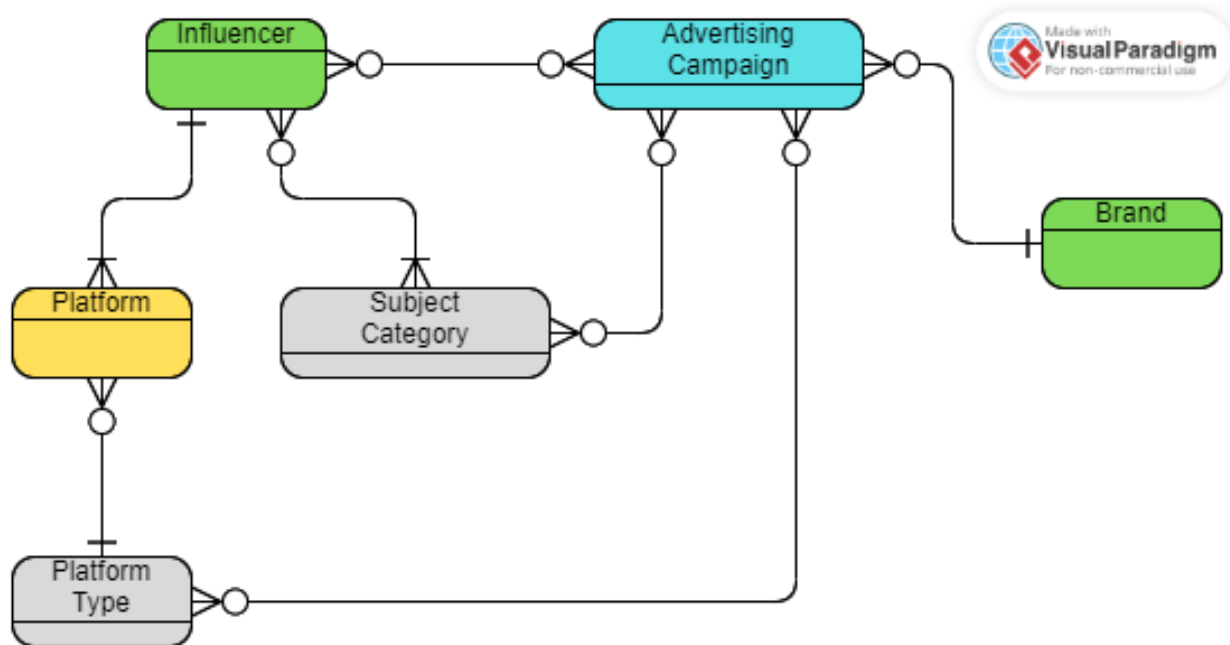 Influencer
Advertising
Campaign
Made with
Visual Paradigm
For non-commercial use
Brand
Platform
Subject
Category
Platform
Type